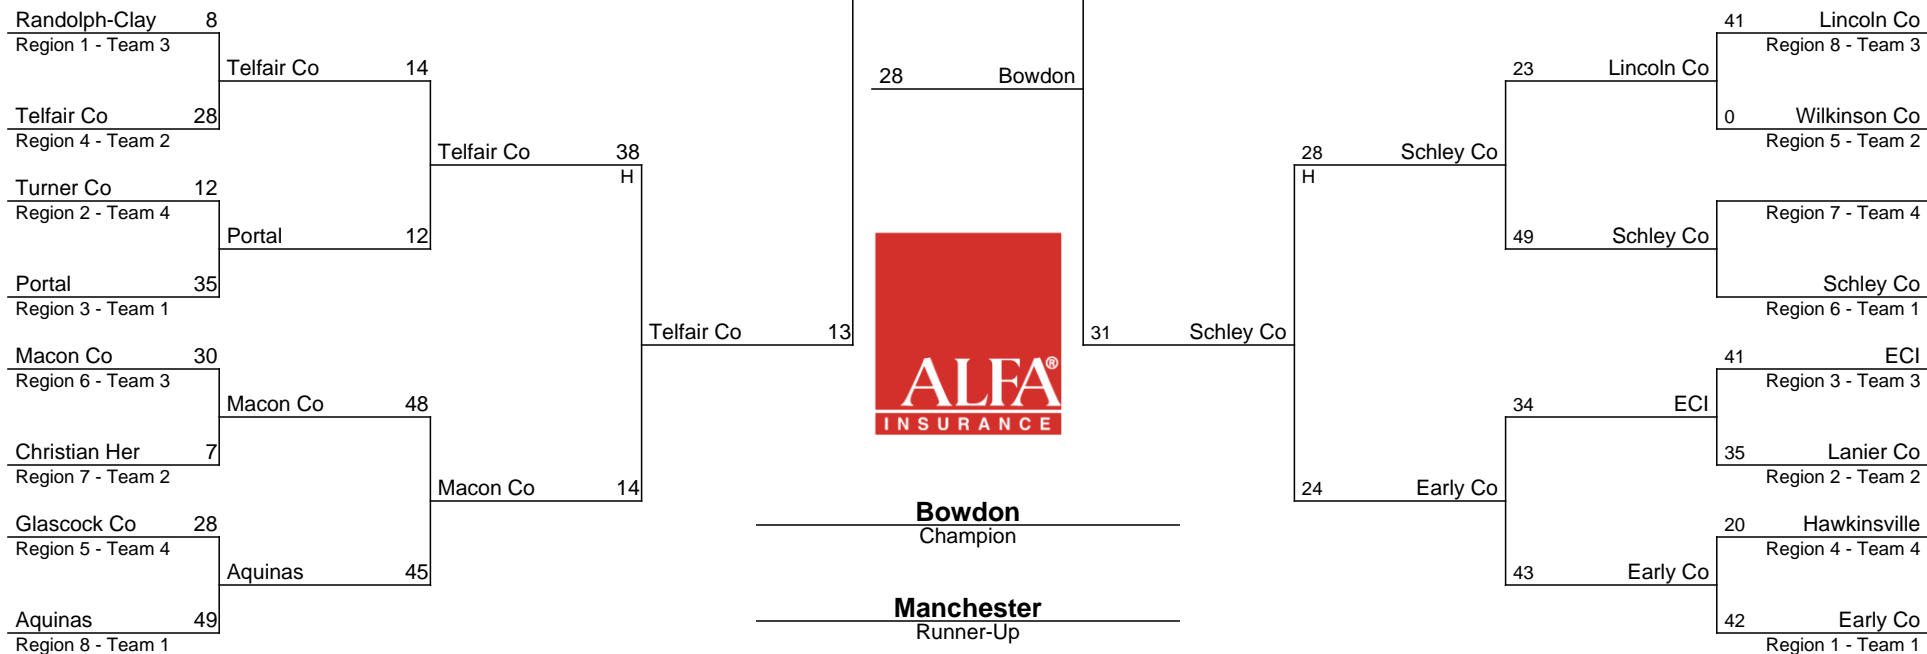 Randolph-Clay 8
Region 1 - Team 3
Telfair Co 14
Telfair Co 28
Region 4 - Team 2
Telfair Co 38
H
Turner Co 12
Region 2 - Team 4
Portal 12
Portal 35
Region 3 - Team 1
Telfair Co 13
Macon Co 30
Region 6 - Team 3
Macon Co 48
Christian Her 7
Region 7 - Team 2
Macon Co 14
Glascock Co 28
Region 5 - Team 4
Aquinas 45
Aquinas 49
Region 8 - Team 1
28 Bowdon
ALFA®
INSURANCE
Bowdon
Champion
Manchester
Runner-Up
41 Lincoln Co
Region 8 - Team 3
23 Lincoln Co
0 Wilkinson Co
Region 5 - Team 2
28 Schley Co
H
Region 7 - Team 4
49 Schley Co
Schley Co
Region 6 - Team 1
31 Schley Co
41 ECI
Region 3 - Team 3
34 ECI
35 Lanier Co
Region 2 - Team 2
24 Early Co
20 Hawkinsville
Region 4 - Team 4
43 Early Co
42 Early Co
Region 1 - Team 1